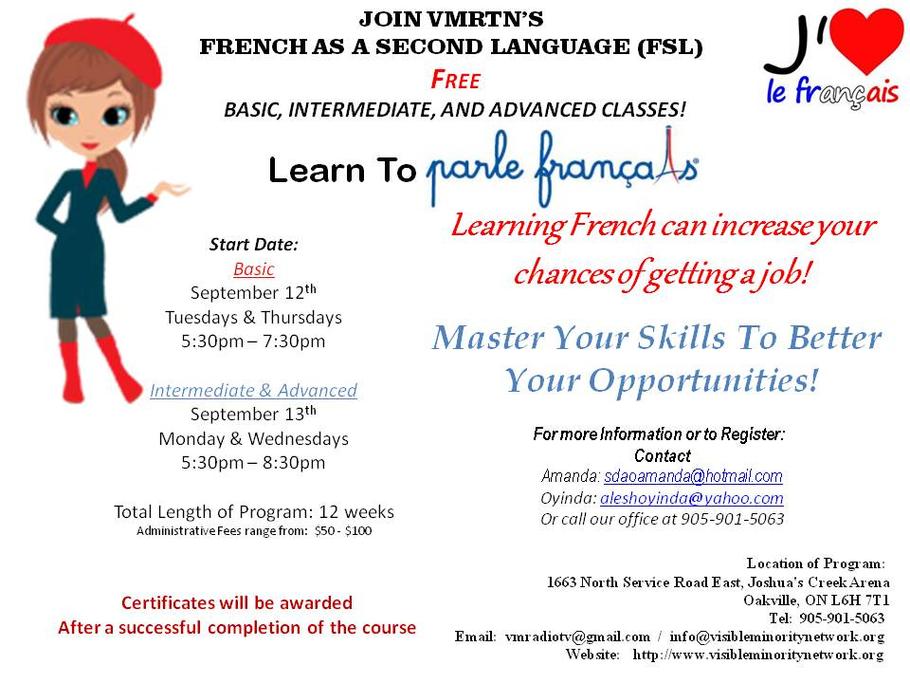 JOIN VMRTN'S
FRENCH AS A SECOND LANGUAGE (FSL)
FREE
BASIC, INTERMEDIATE, AND ADVANCED CLASSES!
J'
le français
Learn To parle français®
Learning French can increase your
chances of getting a job!
Start Date:
Basic
September 12th
Tuesdays & Thursdays
5:30pm – 7:30pm
Master Your Skills To Better
Your Opportunities!
Intermediate & Advanced
September 13th
Monday & Wednesdays
5:30pm – 8:30pm
For more Information or to Register:
Contact
Amanda: sdaoamanda@hotmail.com
Oyinda: aleshoyinda@yahoo.com
Or call our office at 905-901-5063
Total Length of Program: 12 weeks
Administrative Fees range from: $50 - $100
Certificates will be awarded
After a successful completion of the course
Location of Program:
1663 North Service Road East, Joshua's Creek Arena
Oakville, ON L6H 7T1
Tel: 905-901-5063
Email: vmradiotv@gmail.com / info@visibleminoritynetwork.org
Website: http://www.visibleminoritynetwork.org